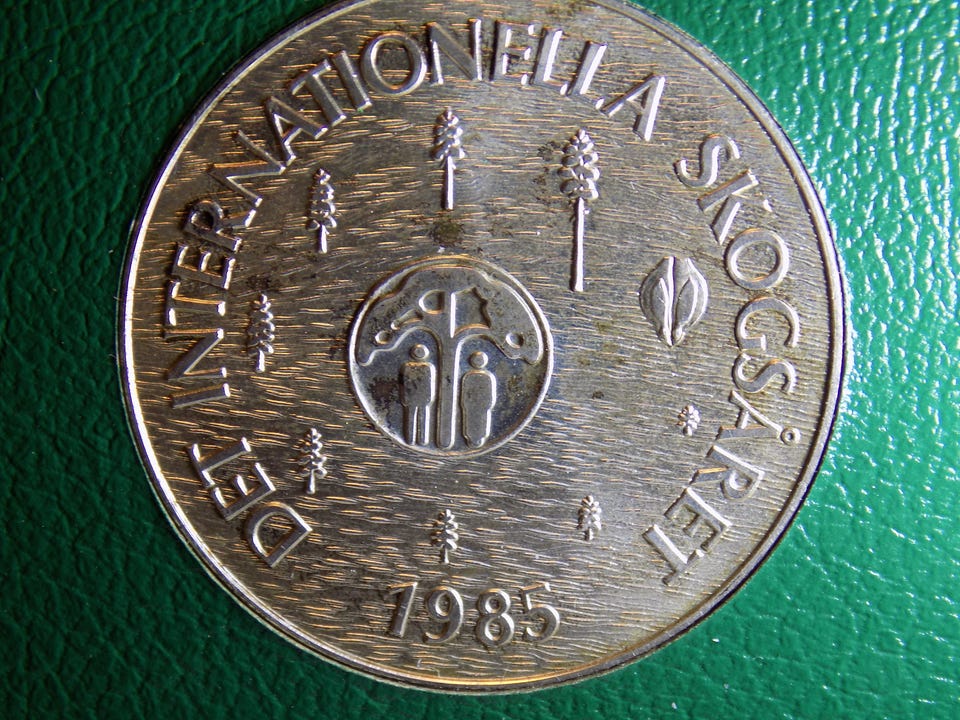 DET INTERNATIONELLA SKOGSÅRET
1985